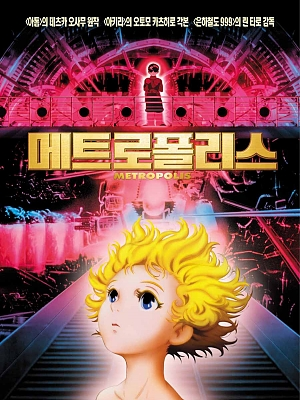 <아톰>의 데츠카 오사무 원작 <아키라>의 오토모 가츠히로 각본 <은하철도 999>의 린 타로 감독
메트로폴리스
METROPOLIS